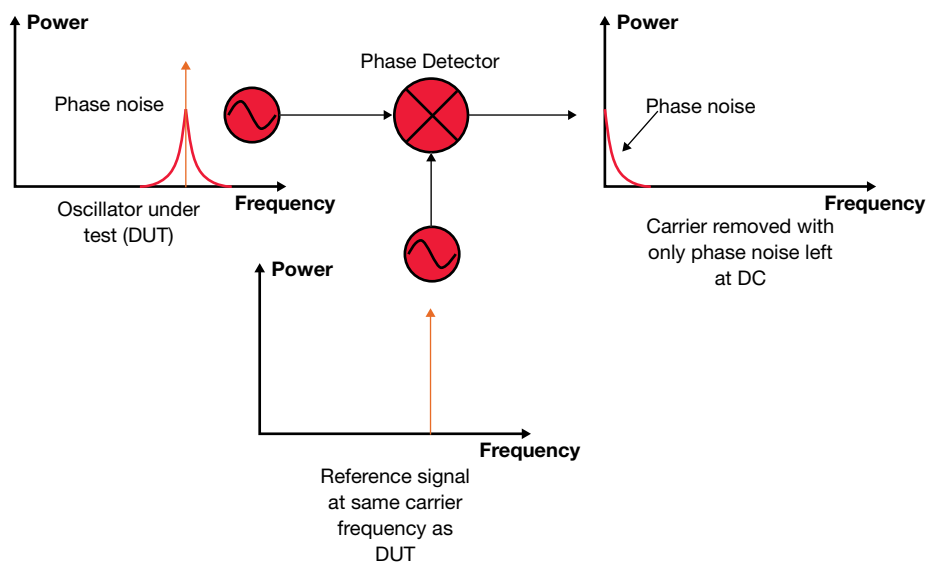 Power
Phase noise
Frequency
Oscillator under
test (DUT)
Phase Detector
Power
Phase noise
Frequency
Carrier removed with
only phase noise left
at DC
Power
Frequency
Reference signal
at same carrier
frequency as
DUT